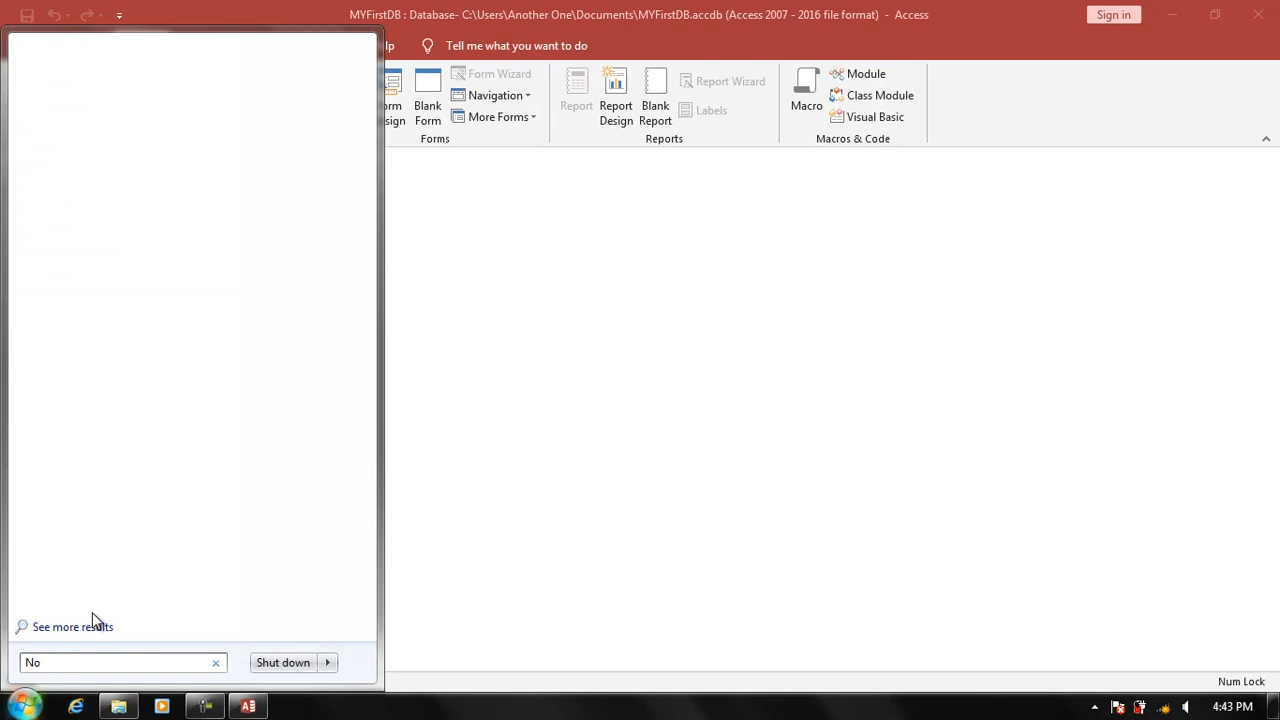 MYFirstDB : Database- C:\Users\Another One\Documents\MYFirstDB.accdb (Access 2007 - 2016 file format) - Access
Sign in
lp
Tell me what you want to do
orm
sign
Blank
Form
Form Wizard
Navigation
More Forms
Forms
Report
Report
Design
Blank
Report
Report Wizard
Labels
Reports
Macro
Module
Class Module
Visual Basic
Macros & Code
See more results
No
Shut down
Num Lock
4:43 PM